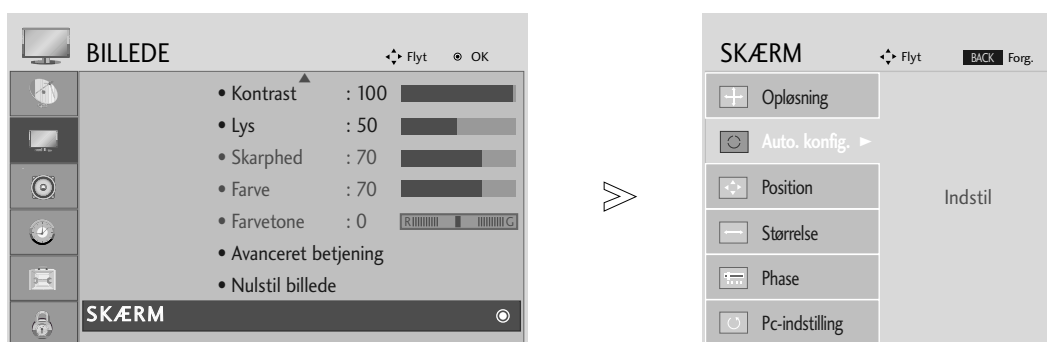 BILLEDE Flyt OK
• Kontrast : 100
• Lys : 50
• Skarphed : 70
• Farve : 70
• Farvetone : 0 R G
• Avanceret betjening
• Nulstil billede
SKÆRM
SKÆRM Flyt BACK Forg.
Opløsning
Auto. konfig.
Position
Størrelse
Phase
Pc-indstilling
Indstil